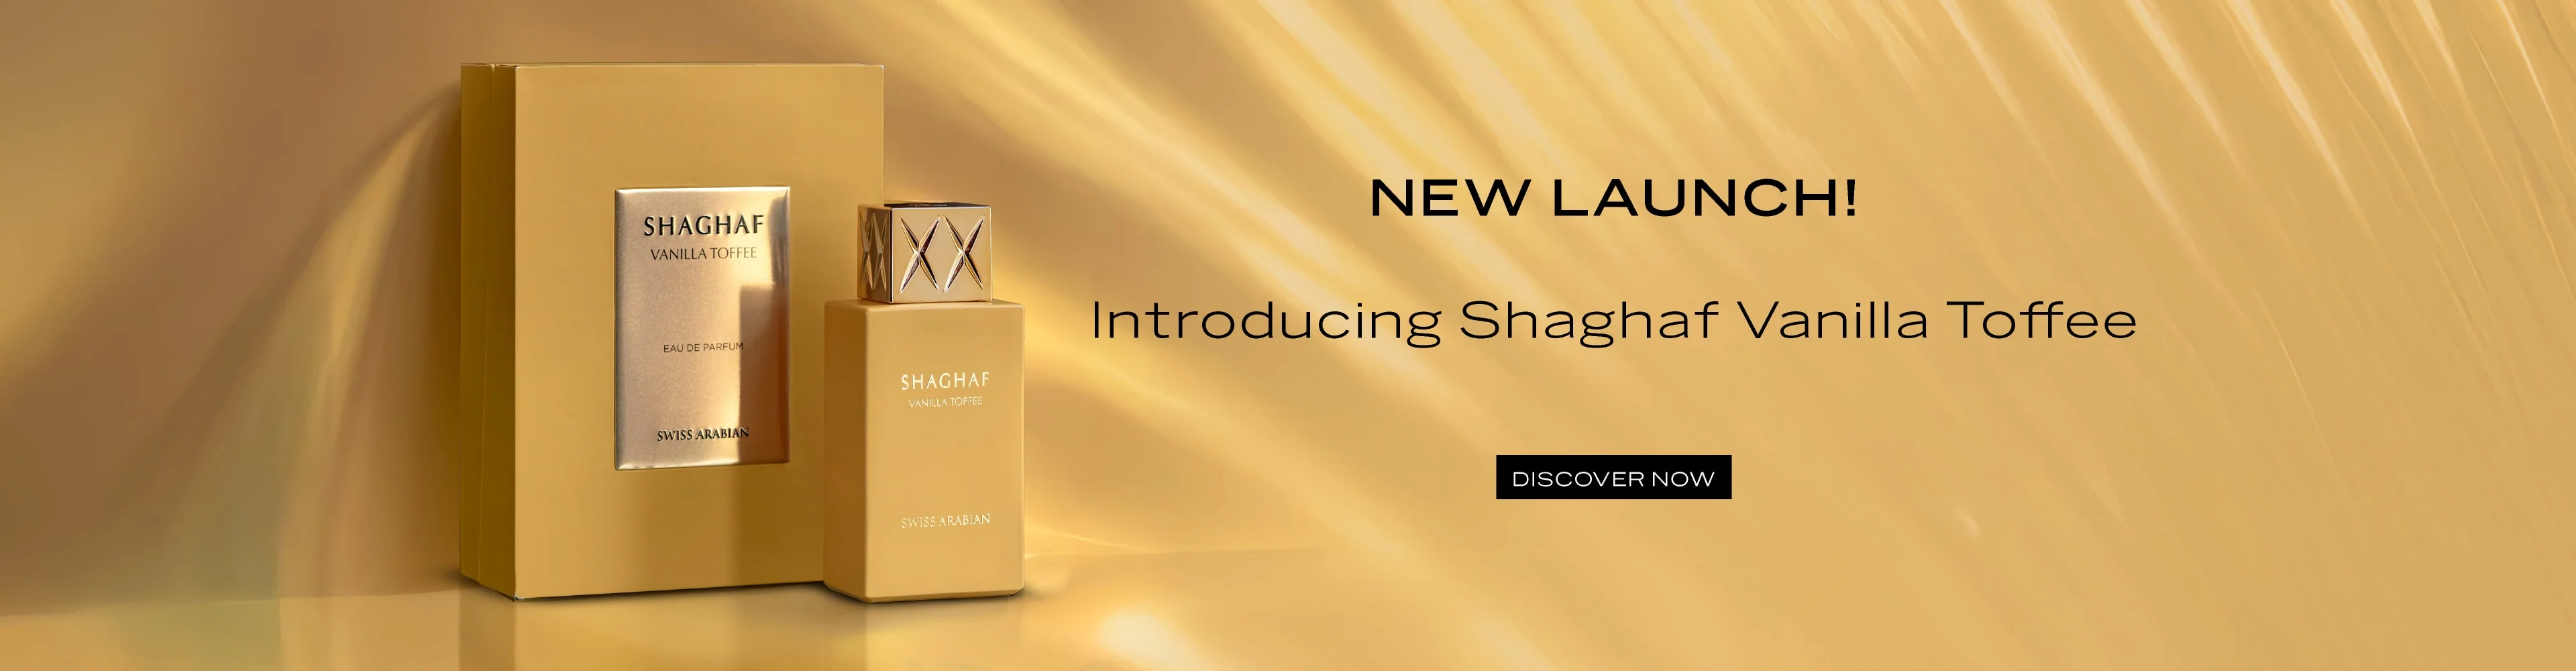 SHAGHAF
VANILLA TOFFEE
EAU DE PARFUM
SWISS ARABIAN
SHAGHAF
VANILLA TOFFEE
SWISS ARABIAN
NEW LAUNCH!
Introducing Shaghaf Vanilla Toffee
DISCOVER NOW